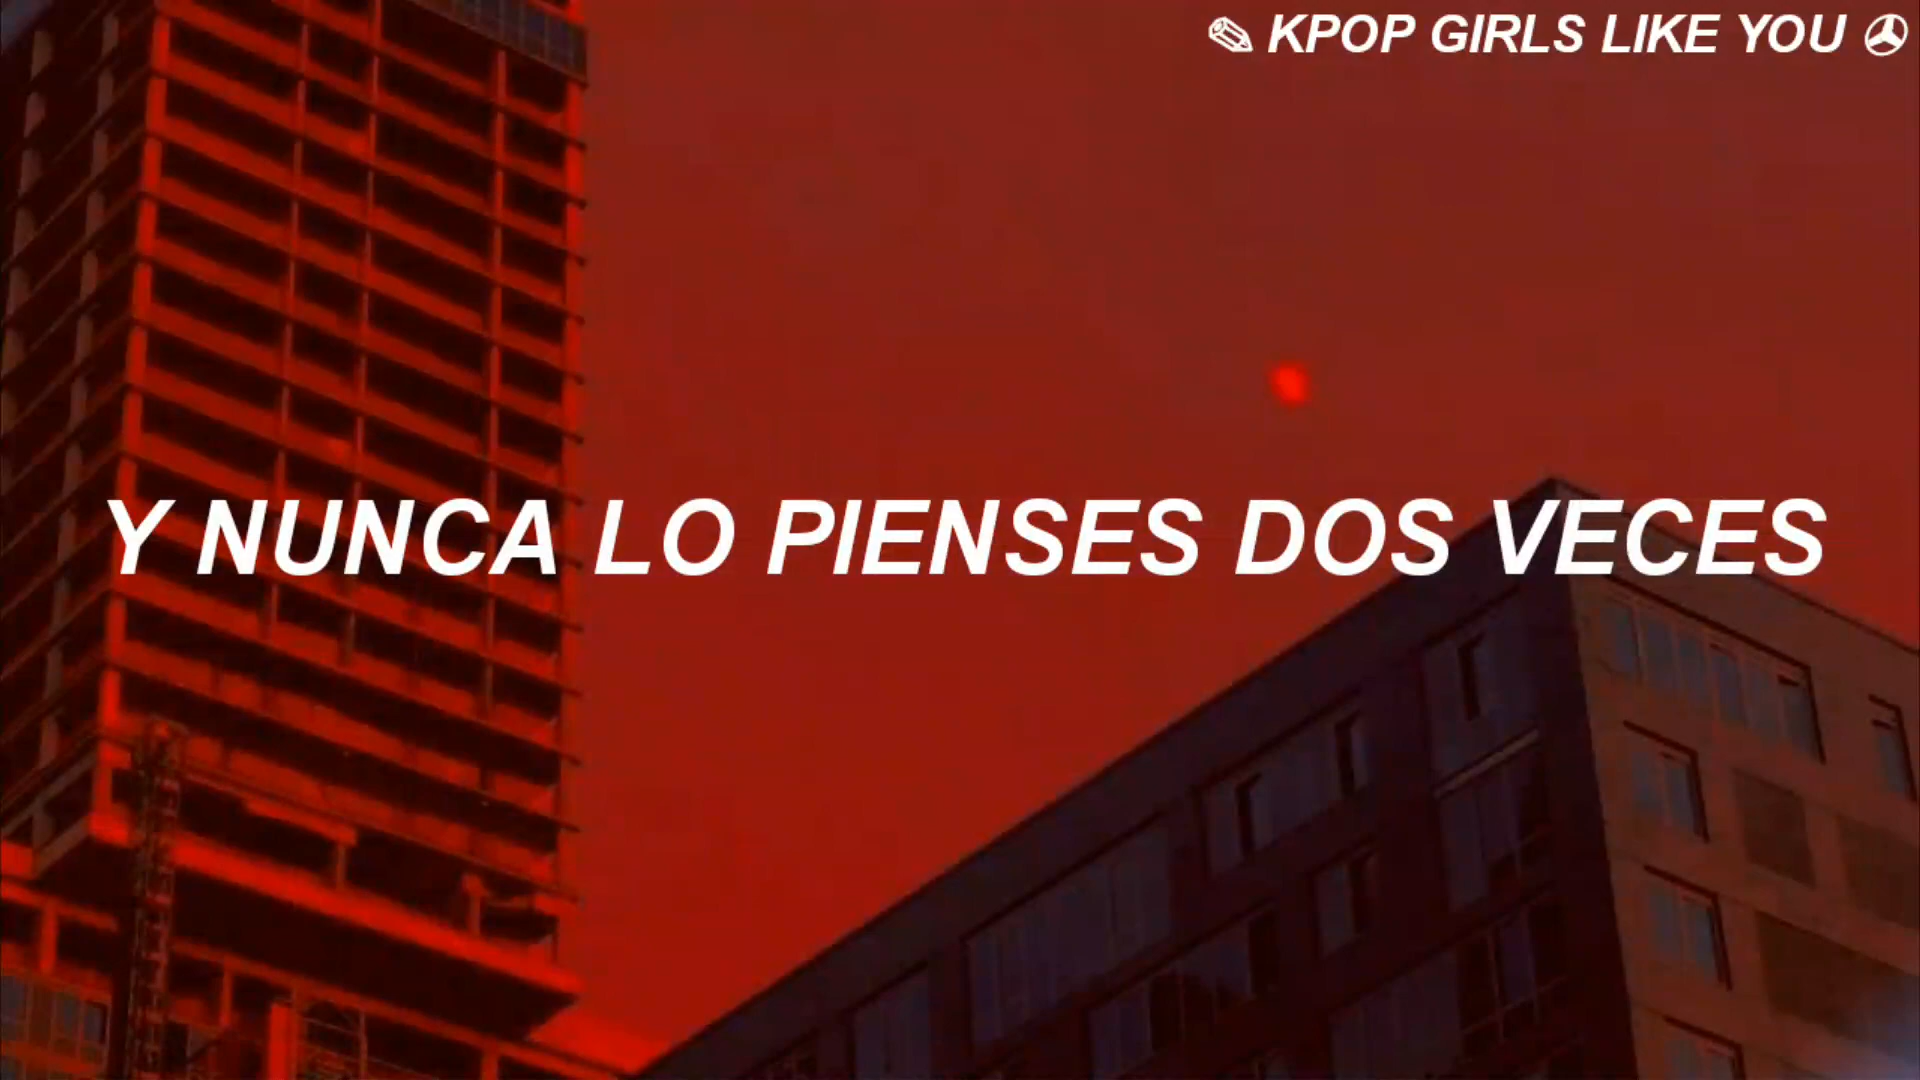 ✎ KPOP GIRLS LIKE YOU ✇
Y NUNCA LO PIENSES DOS VECES